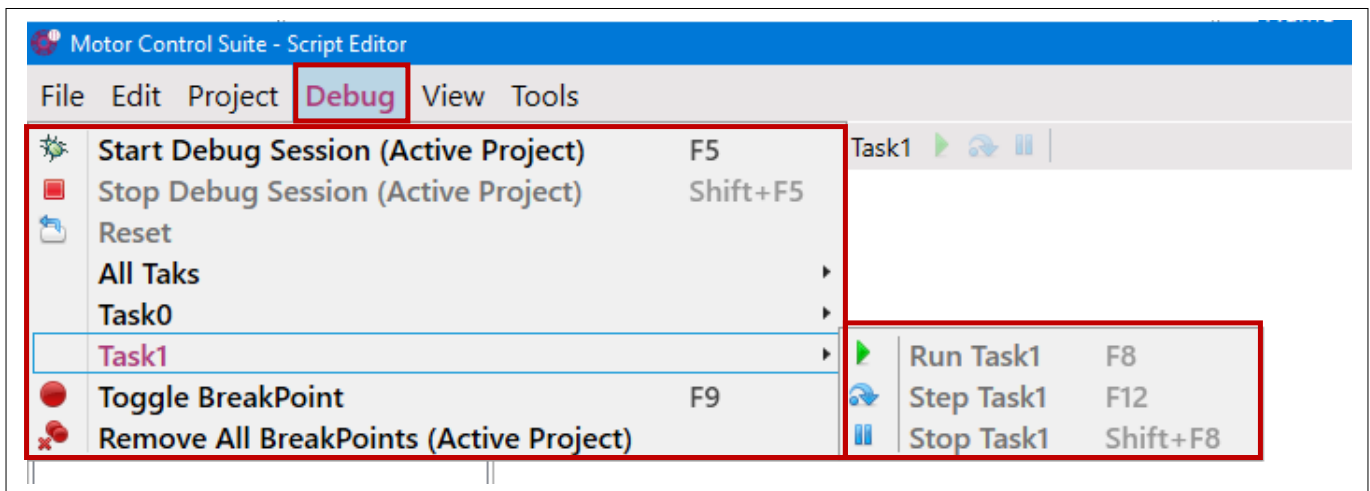 Motor Control Suite - Script Editor
File Edit Project Debug View Tools
Start Debug Session (Active Project) F5
Task1
Stop Debug Session (Active Project) Shift+F5
Reset
All Taks
Task0
Task1
Run Task1 F8
Toggle BreakPoint F9
Step Task1 F12
Remove All BreakPoints (Active Project)
Stop Task1 Shift+F8